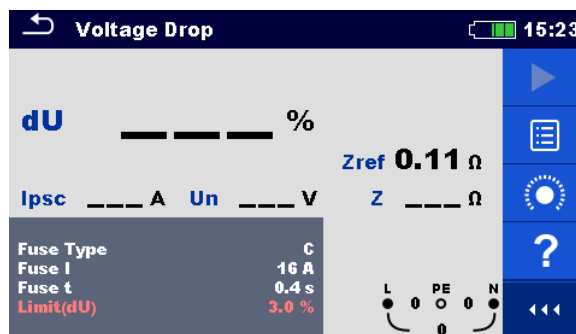 Voltage Drop 15:23
dU ___ %
Zref 0.11 Ω
Ipsc ___ A Un ___ V Z ___ Ω
Fuse Type C
Fuse I 16 A
Fuse t 0.4 s
Limit(dU) 3.0 %
?
L PE N
0 0
0